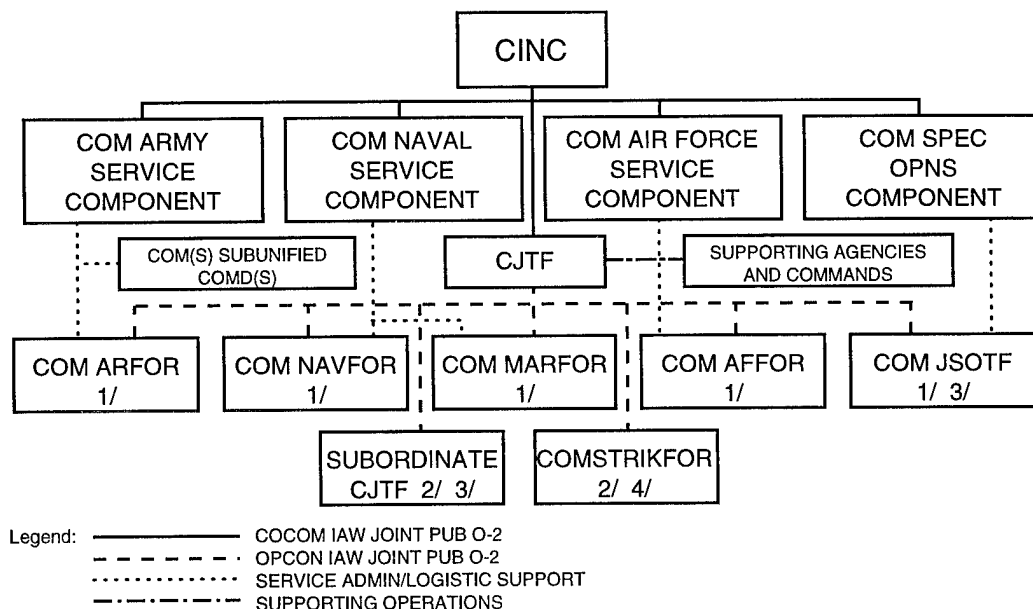 CINC
COM ARMY
SERVICE
COMPONENT
COM NAVAL
SERVICE
COMPONENT
COM AIR FORCE
SERVICE
COMPONENT
COM SPEC
OPNS
COMPONENT
COM(S) SUBUNIFIED
COMD(S)
CJTF
SUPPORTING AGENCIES
AND COMMANDS
COM ARFOR
1/
COM NAVFOR
1/
COM MARFOR
1/
COM AFFOR
1/
COM JSOTF
1/ 3/
SUBORDINATE
CJTF 2/ 3/
COMSTRIKFOR
2/ 4/
Legend:
COCOM IAW JOINT PUB O-2
OPCON IAW JOINT PUB O-2
SERVICE ADMIN/LOGISTIC SUPPORT
SUPPORTING OPERATIONS